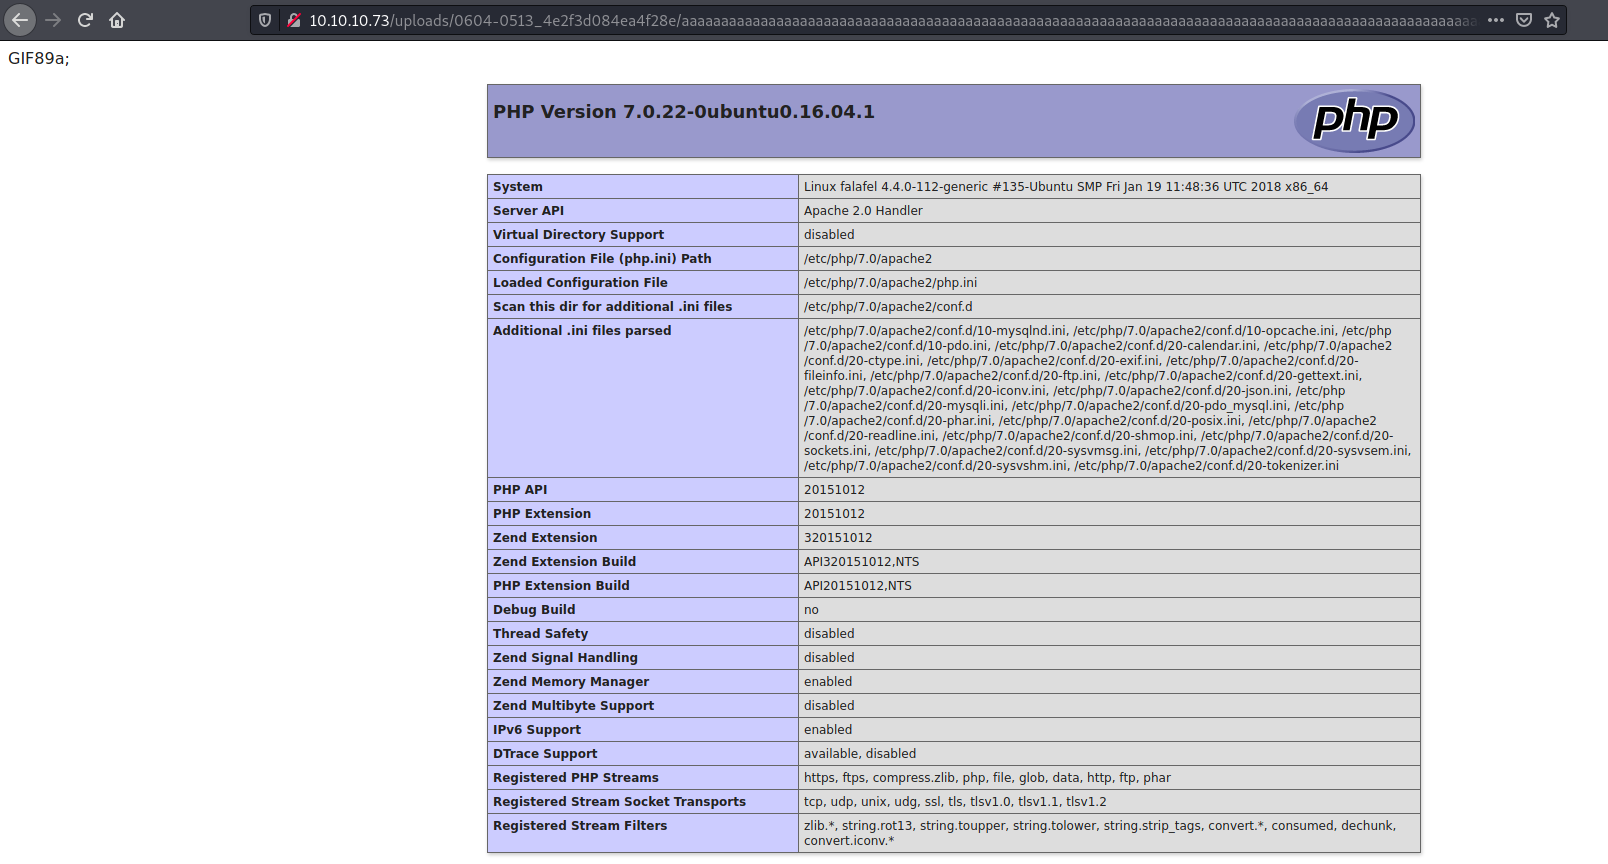 10.10.10.73/uploads/0604-0513_4e2f3d084ea4f28e/
GIF89a;
PHP Version 7.0.22-0ubuntu0.16.04.1
php
System Linux falafel 4.4.0-112-generic #135-Ubuntu SMP Fri Jan 19 11:48:36 UTC 2018 x86_64
Server API Apache 2.0 Handler
Virtual Directory Support disabled
Configuration File (php.ini) Path /etc/php/7.0/apache2
Loaded Configuration File /etc/php/7.0/apache2/php.ini
Scan this dir for additional .ini files /etc/php/7.0/apache2/conf.d
Additional .ini files parsed /etc/php/7.0/apache2/conf.d/10-mysqlnd.ini, /etc/php/7.0/apache2/conf.d/10-opcache.ini, /etc/php
/7.0/apache2/conf.d/10-pdo.ini, /etc/php/7.0/apache2/conf.d/20-calendar.ini, /etc/php/7.0/apache2
/conf.d/20-ctype.ini, /etc/php/7.0/apache2/conf.d/20-exif.ini, /etc/php/7.0/apache2/conf.d/20-
fileinfo.ini, /etc/php/7.0/apache2/conf.d/20-ftp.ini, /etc/php/7.0/apache2/conf.d/20-gettext.ini,
/etc/php/7.0/apache2/conf.d/20-iconv.ini, /etc/php/7.0/apache2/conf.d/20-json.ini, /etc/php
/7.0/apache2/conf.d/20-mysqli.ini, /etc/php/7.0/apache2/conf.d/20-pdo_mysql.ini, /etc/php
/7.0/apache2/conf.d/20-phar.ini, /etc/php/7.0/apache2/conf.d/20-posix.ini, /etc/php/7.0/apache2
/conf.d/20-readline.ini, /etc/php/7.0/apache2/conf.d/20-shmop.ini, /etc/php/7.0/apache2/conf.d/20-
sockets.ini, /etc/php/7.0/apache2/conf.d/20-sysvmsg.ini, /etc/php/7.0/apache2/conf.d/20-sysvsem.ini,
/etc/php/7.0/apache2/conf.d/20-sysvshm.ini, /etc/php/7.0/apache2/conf.d/20-tokenizer.ini
PHP API 20151012
PHP Extension 20151012
Zend Extension 320151012
Zend Extension Build API320151012,NTS
PHP Extension Build API20151012,NTS
Debug Build no
Thread Safety disabled
Zend Signal Handling disabled
Zend Memory Manager enabled
Zend Multibyte Support disabled
IPv6 Support enabled
DTrace Support available, disabled
Registered PHP Streams https, ftps, compress.zlib, php, file, glob, data, http, ftp, phar
Registered Stream Socket Transports tcp, udp, unix, udg, ssl, tls, tlsv1.0, tlsv1.1, tlsv1.2
Registered Stream Filters zlib.*, string.rot13, string.toupper, string.tolower, string.strip_tags, convert.*, consumed, dechunk,
convert.iconv.*